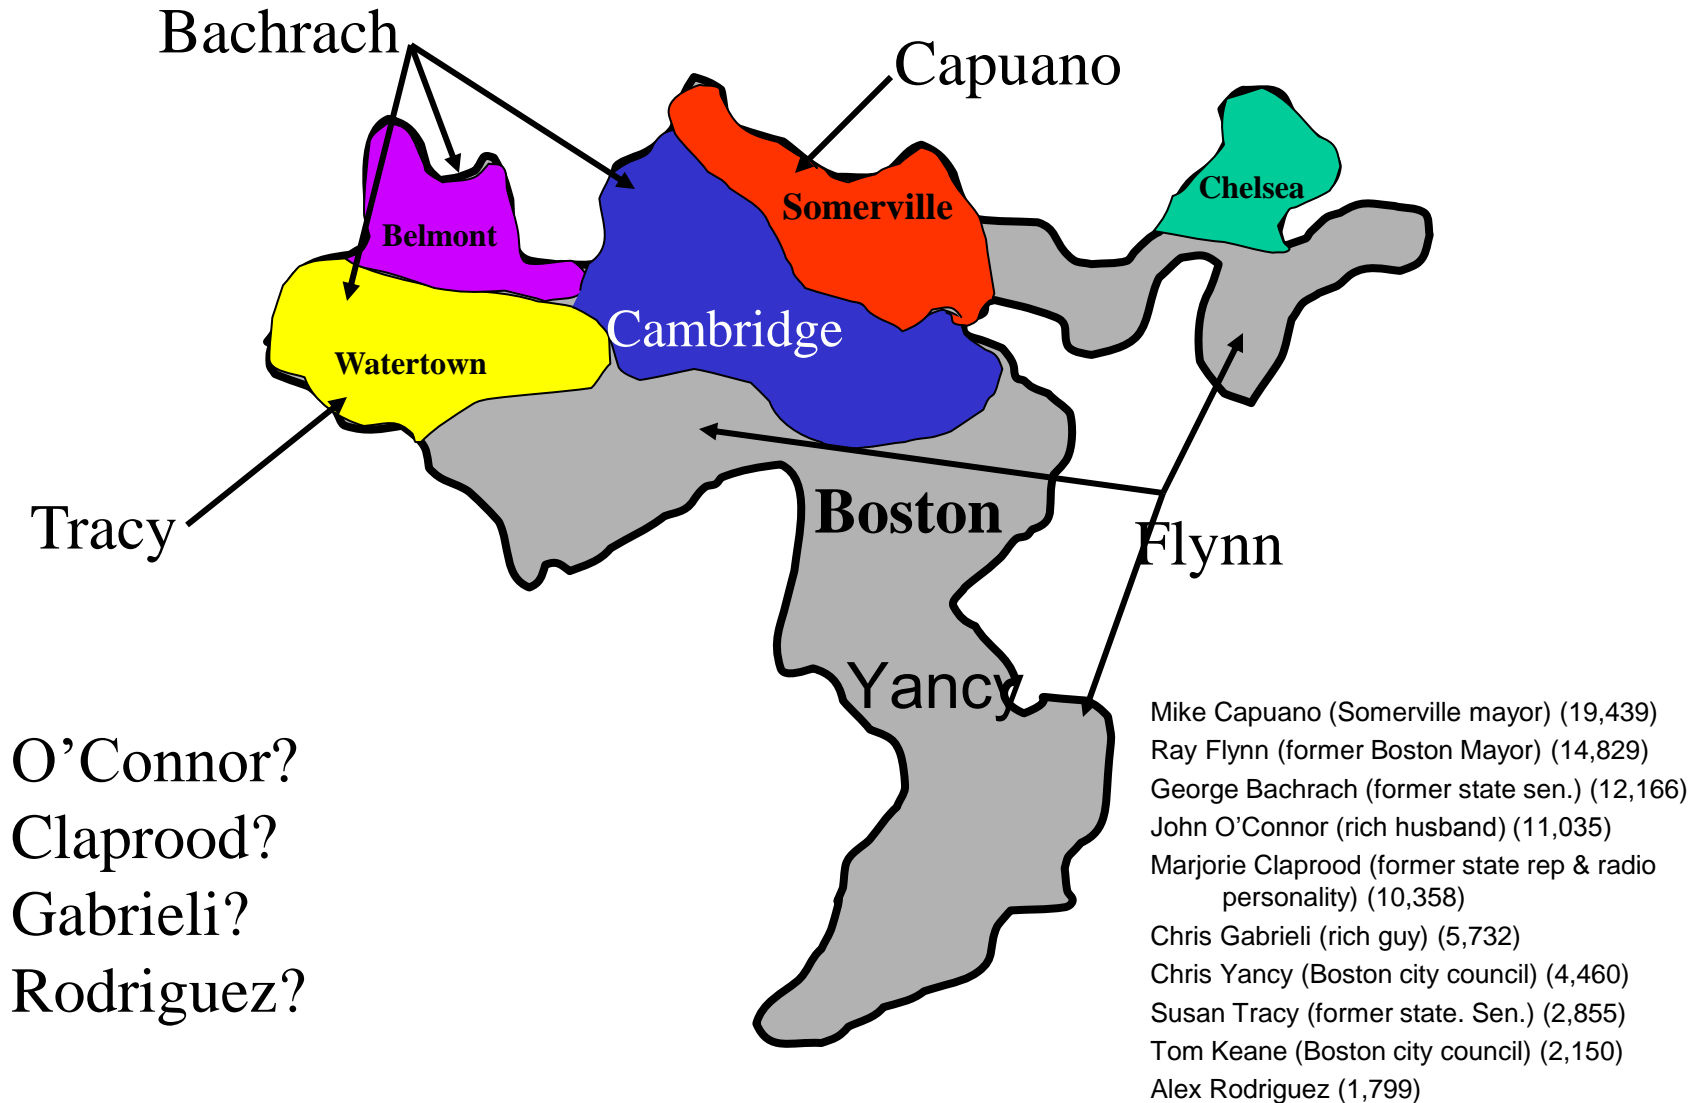 Bachrach
Capuano
Chelsea
Somerville
Belmont
Cambridge
Watertown
Boston
Tracy
Flynn
Yancy
O’Connor?
Claprood?
Gabrieli?
Rodriguez?
Mike Capuano (Somerville mayor) (19,439)
Ray Flynn (former Boston Mayor) (14,829)
George Bachrach (former state sen.) (12,166)
John O’Connor (rich husband) (11,035)
Marjorie Claprood (former state rep & radio
personality) (10,358)
Chris Gabrieli (rich guy) (5,732)
Chris Yancy (Boston city council) (4,460)
Susan Tracy (former state. Sen.) (2,855)
Tom Keane (Boston city council) (2,150)
Alex Rodriguez (1,799)